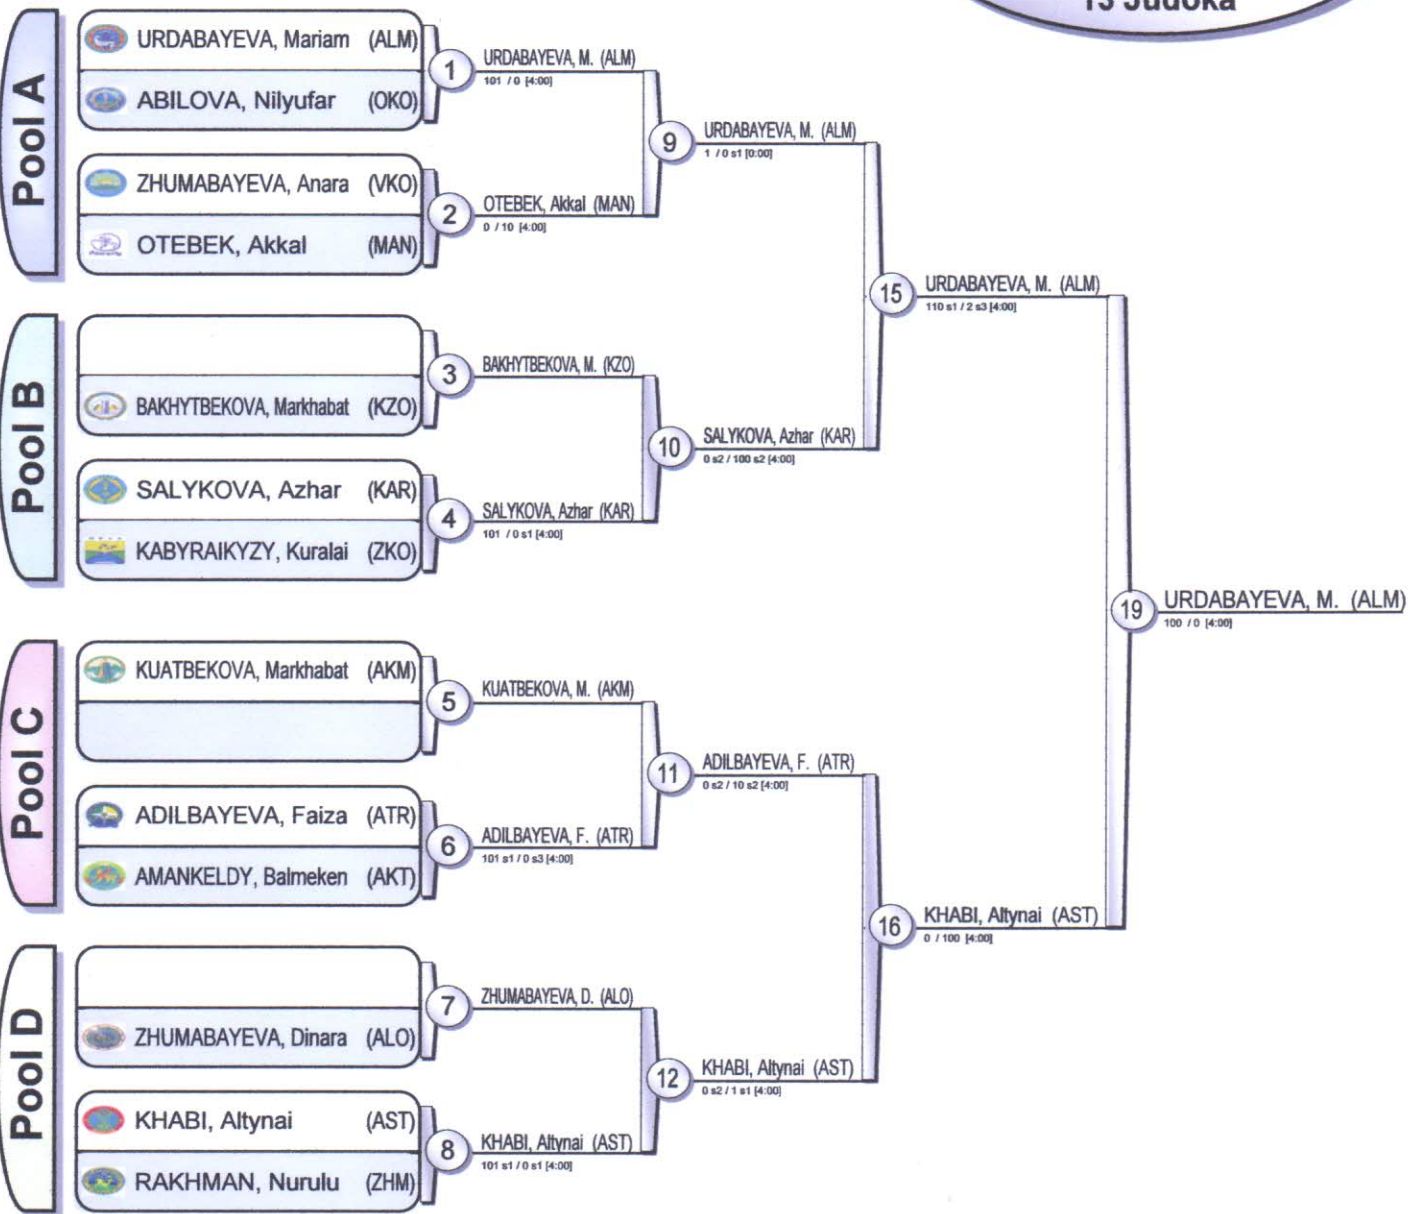 13 Judoka
Pool A
URDABAYEVA, Mariam (ALM)
ABILOVA, Nilyufar (OKO)
ZHUMABAYEVA, Anara (VKO)
OTEBEK, Akkal (MAN)
1
URDABAYEVA, M. (ALM)
101 / 0 [4:00]
2
OTEBEK, Akkal (MAN)
0 / 10 [4:00]
9
URDABAYEVA, M. (ALM)
1 / 0 s1 [0:00]
Pool B
BAKHYTBEKOVA, Markhabat (KZO)
SALYKOVA, Azhar (KAR)
KABYRAIKYZY, Kuralai (ZKO)
3
BAKHYTBEKOVA, M. (KZO)
4
SALYKOVA, Azhar (KAR)
101 / 0 s1 [4:00]
10
SALYKOVA, Azhar (KAR)
0 s2 / 100 s2 [4:00]
15
URDABAYEVA, M. (ALM)
110 s1 / 2 s3 [4:00]
Pool C
KUATBEKOVA, Markhabat (AKM)
ADILBAYEVA, Faiza (ATR)
AMANKELDY, Balmeken (AKT)
5
KUATBEKOVA, M. (AKM)
6
ADILBAYEVA, F. (ATR)
101 s1 / 0 s3 [4:00]
11
ADILBAYEVA, F. (ATR)
0 s2 / 10 s2 [4:00]
Pool D
ZHUMABAYEVA, Dinara (ALO)
KHABI, Altynai (AST)
RAKHMAN, Nurulu (ZHM)
7
ZHUMABAYEVA, D. (ALO)
8
KHABI, Altynai (AST)
101 s1 / 0 s1 [4:00]
12
KHABI, Altynai (AST)
0 s2 / 1 s1 [4:00]
16
KHABI, Altynai (AST)
0 / 100 [4:00]
19
URDABAYEVA, M. (ALM)
100 / 0 [4:00]